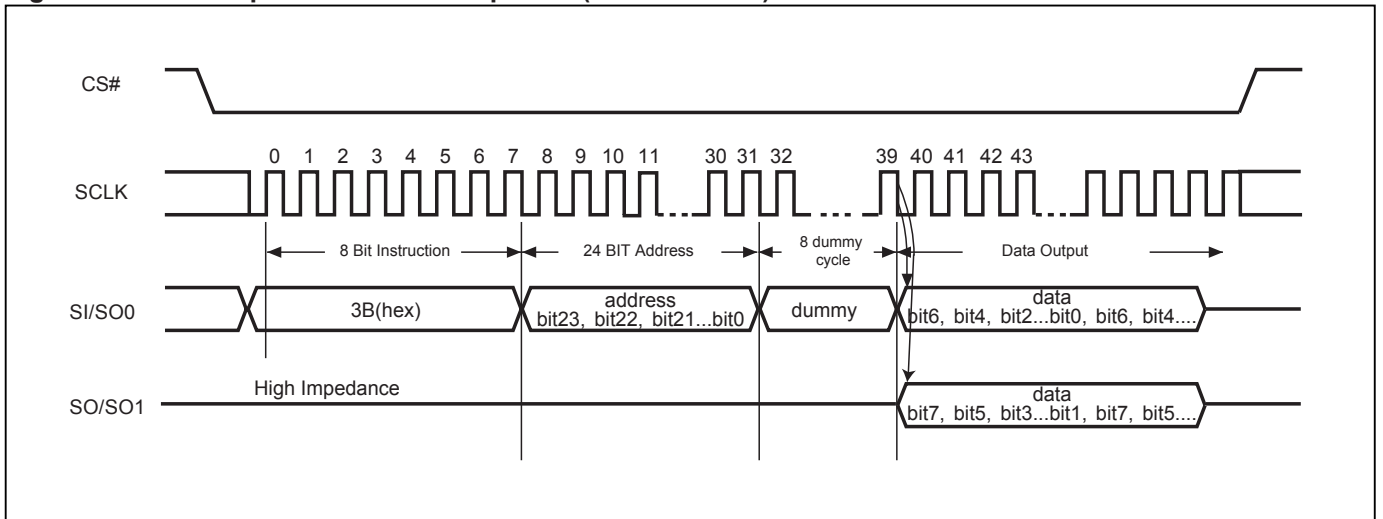 CS#
0 1 2 3 4 5 6 7 8 9 10 11 30 31 32 39 40 41 42 43
SCLK
8 Bit Instruction
24 BIT Address
8 dummy
cycle
Data Output
SI/SO0
3B(hex)
address
bit23, bit22, bit21...bit0
dummy
data
bit6, bit4, bit2...bit0, bit6, bit4....
High Impedance
SO/SO1
data
bit7, bit5, bit3...bit1, bit7, bit5....